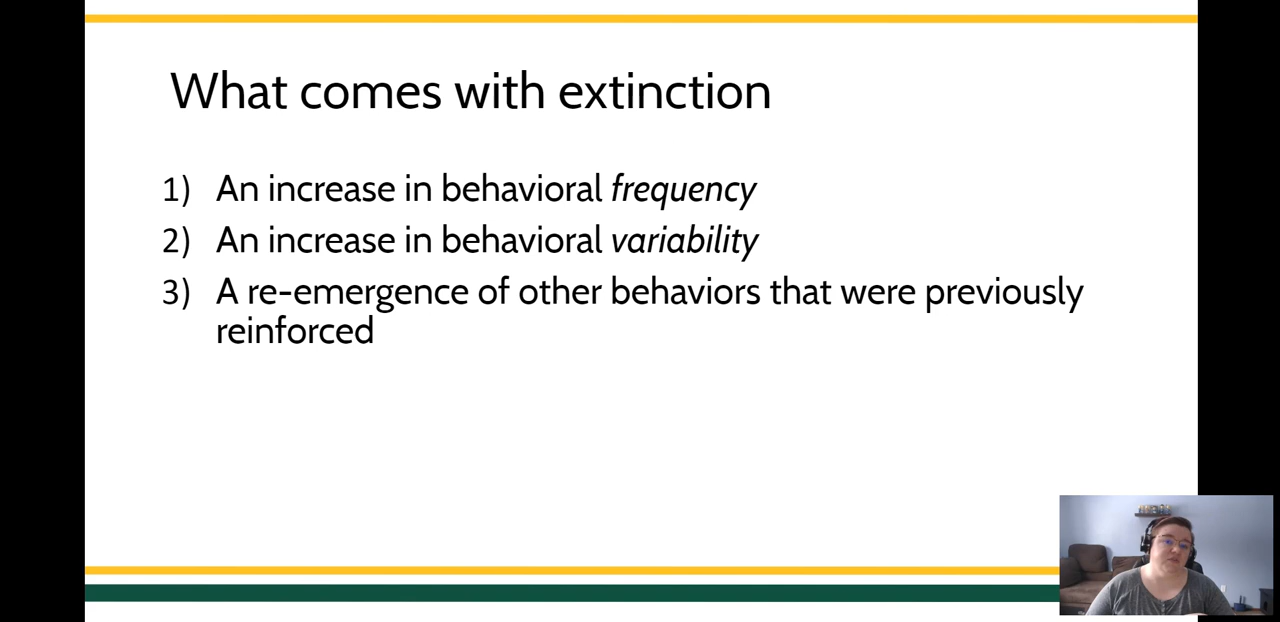 What comes with extinction
1) An increase in behavioral frequency
2) An increase in behavioral variability
3) A re-emergence of other behaviors that were previously
reinforced